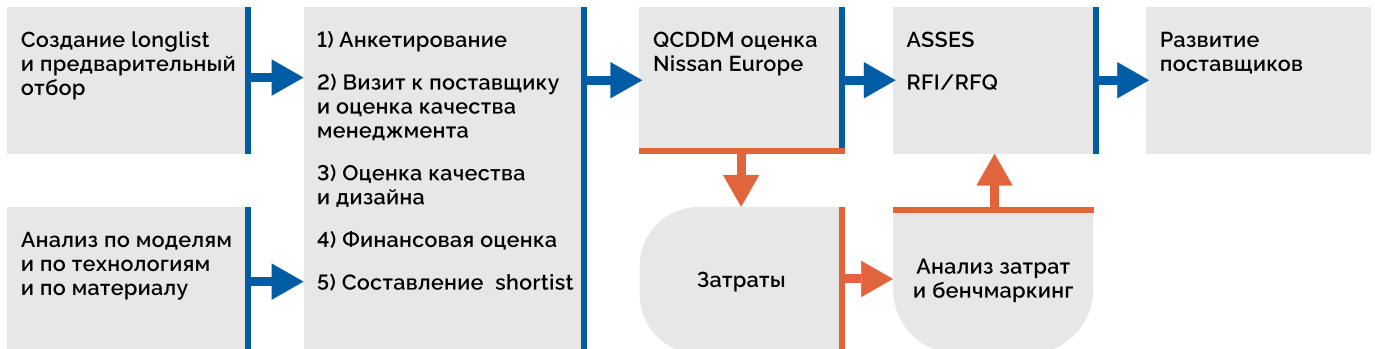 Создание longlist
и предварительный
отбор
Анализ по моделям
и по технологиям
и по материалу
1) Анкетирование
2) Визит к поставщику
и оценка качества
менеджмента
3) Оценка качества
и дизайна
4) Финансовая оценка
5) Составление shortist
QCDDM оценка
Nissan Europe
Затраты
ASSES
RFI/RFQ
Анализ затрат
и бенчмаркинг
Развитие
поставщиков